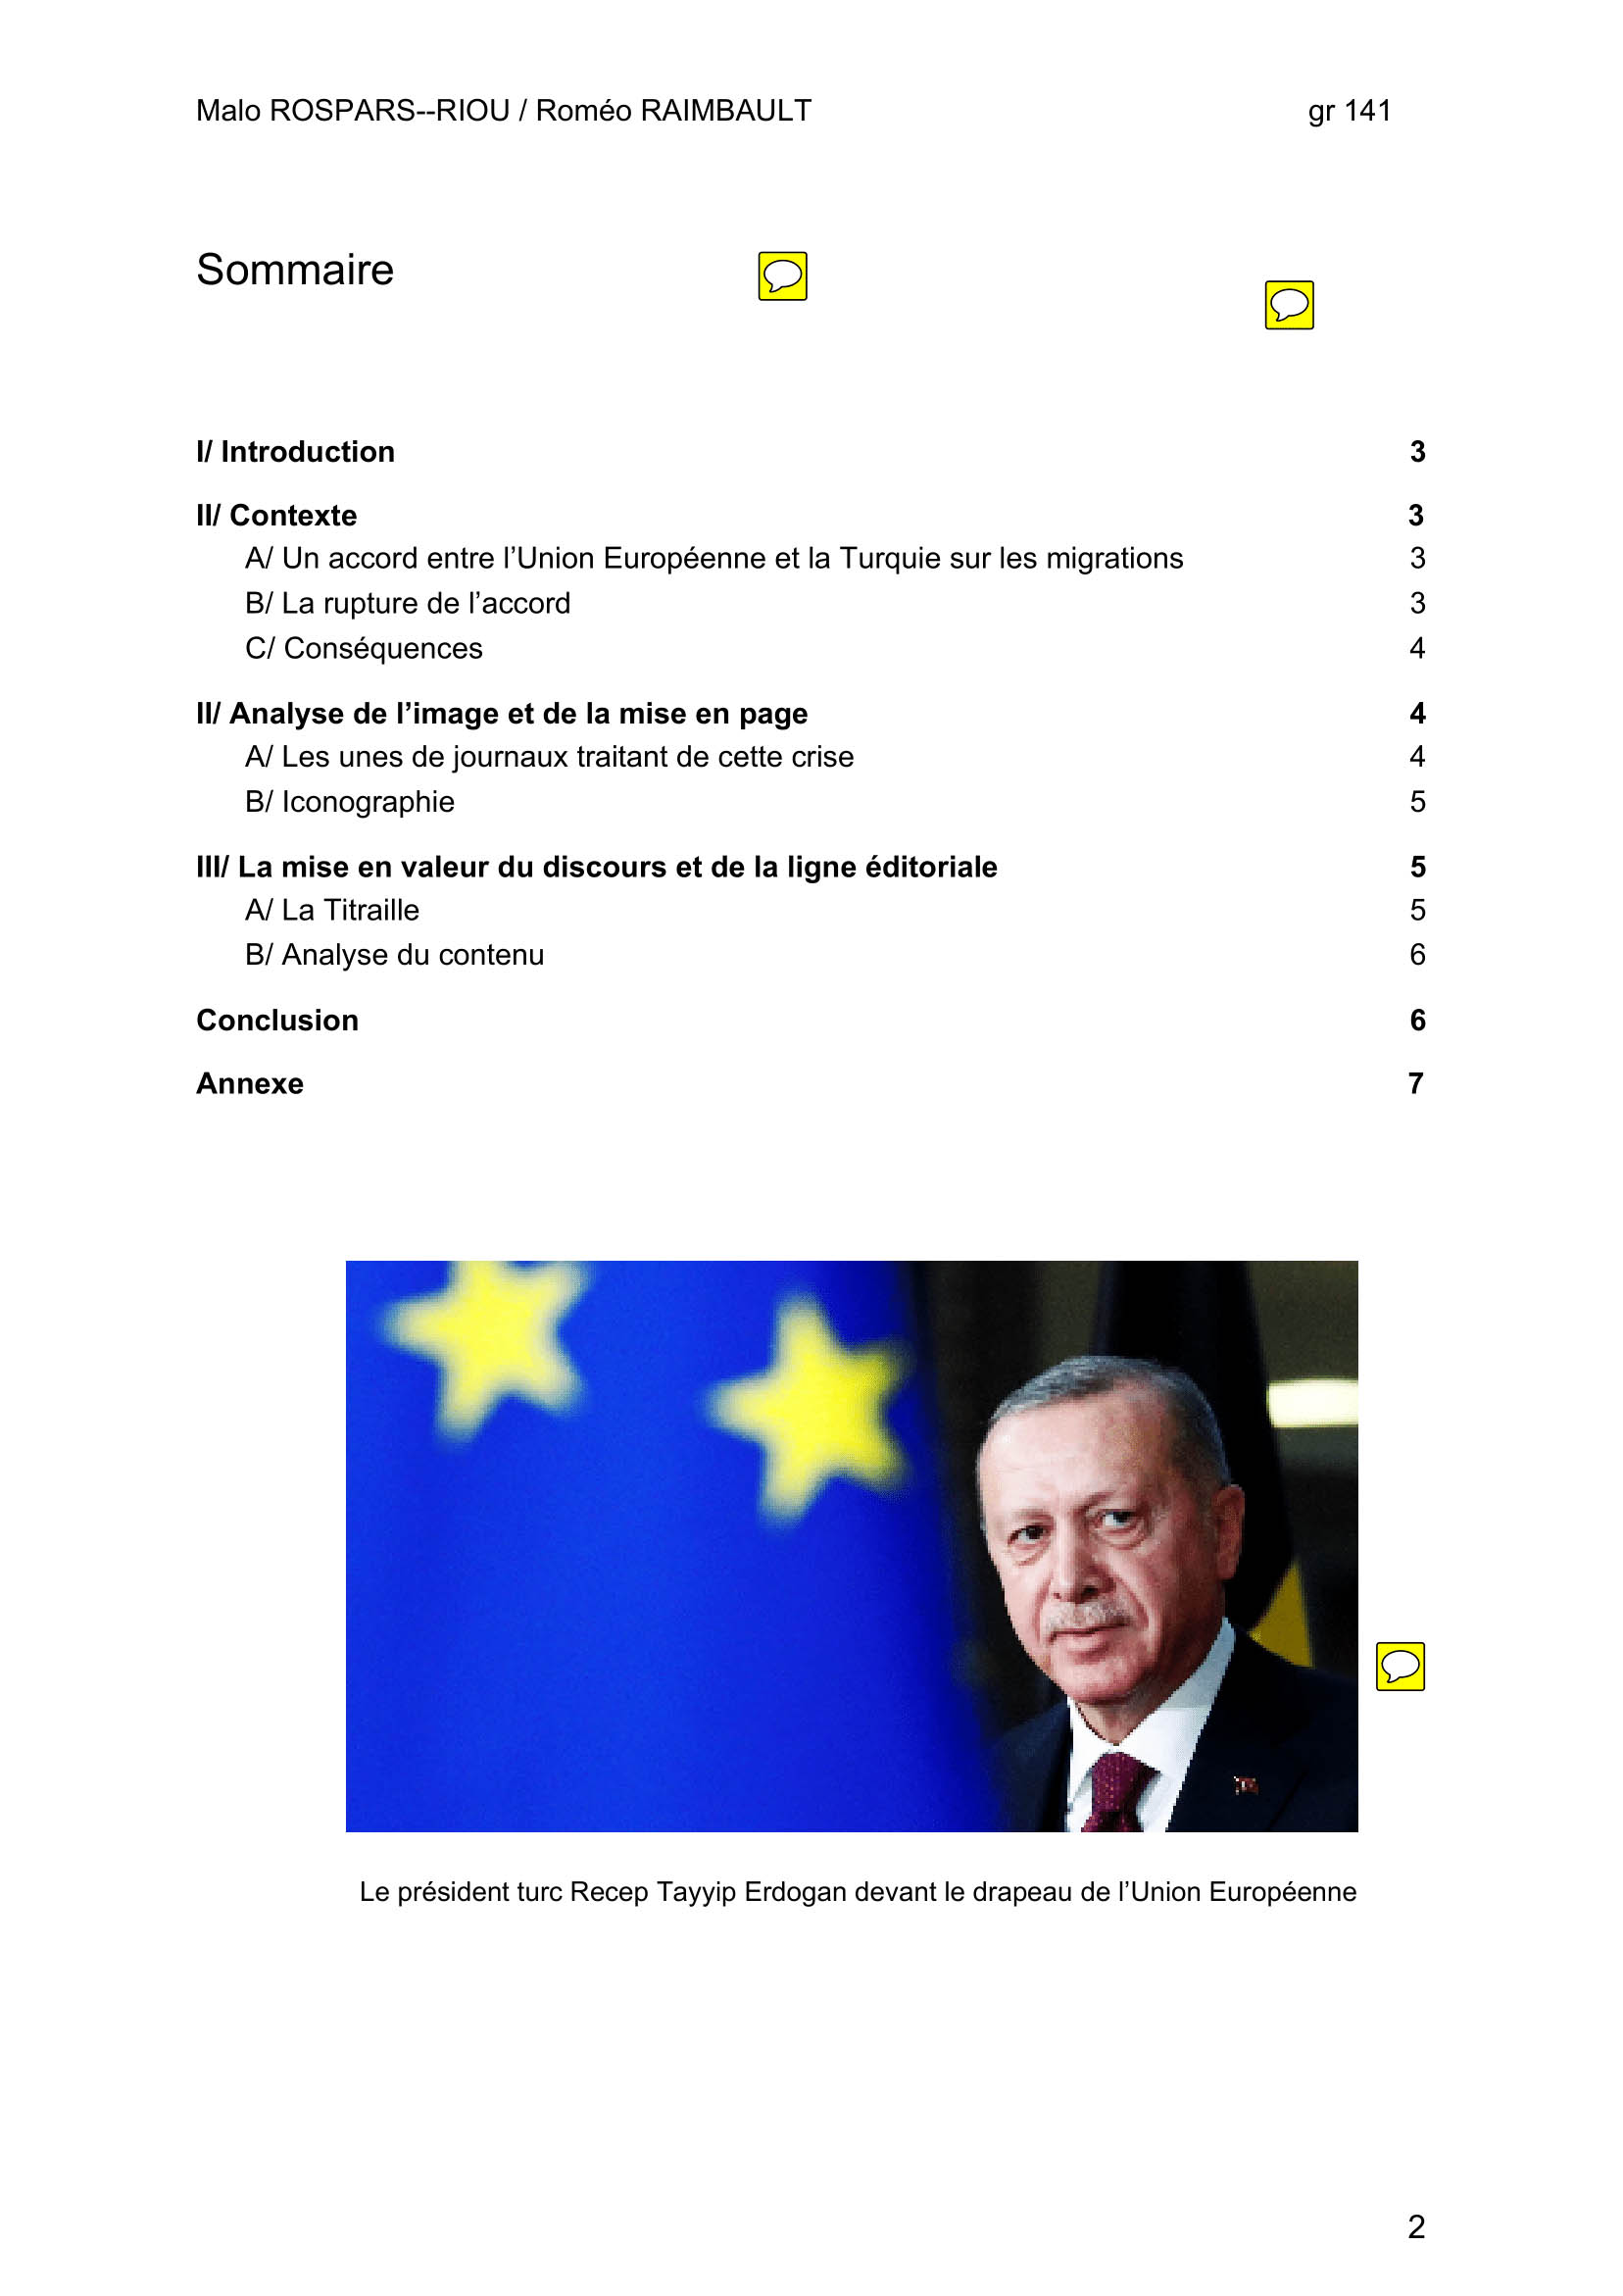 Malo ROSPARS--RIOU / Roméo RAIMBAULT gr 141
Sommaire
I/ Introduction 3
II/ Contexte 3
A/ Un accord entre l’Union Européenne et la Turquie sur les migrations 3
B/ La rupture de l’accord 3
C/ Conséquences 4
II/ Analyse de l’image et de la mise en page 4
A/ Les unes de journaux traitant de cette crise 4
B/ Iconographie 5
III/ La mise en valeur du discours et de la ligne éditoriale 5
A/ La Titraille 5
B/ Analyse du contenu 6
Conclusion 6
Annexe 7
Le président turc Recep Tayyip Erdogan devant le drapeau de l’Union Européenne
2